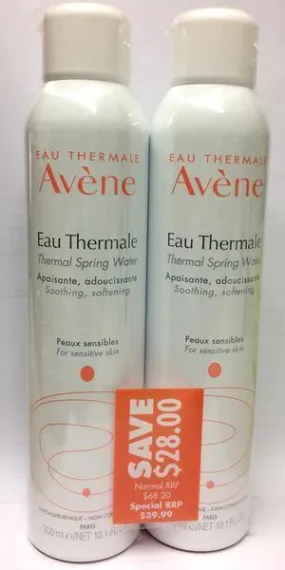 EAU THERMALE
Avène
Eau Thermale
Thermal Spring Water
Apaisante, adoucissante
Soothing, softening
Peaux sensibles
For sensitive skin
PARIS
300 ml e/NET 10.1
EAU THERMALE
Avène
Eau Thermale
Thermal Spring Water
Apaisante, adoucissante
Soothing, softening
Peaux sensibles
For sensitive skin
PARIS
SAVE
$28.00
Normal RRP
$68.20
Special RRP
$39.99